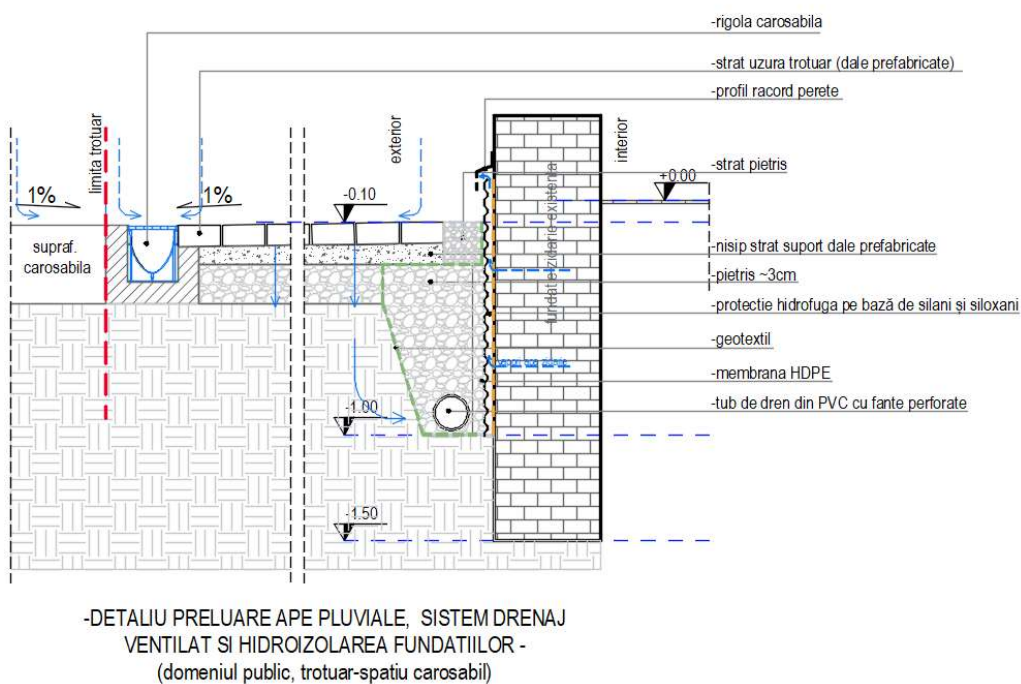 -rigola carosabila
-strat uzura trotuar (dale prefabricate)
-profil racord perete
limita trotuar
exterior
interior
-strat pietris
+0.00
1%
1%
-0.10
supraf.
carosabila
fundatie zidarie existenta
-nisip strat suport dale prefabricate
-pietris ~3cm
-protectie hidrofuga pe bază de silani și siloxani
-geotextil
-membrana HDPE
-tub de dren din PVC cu fante perforate
-1.00
-1.50
-DETALIU PRELUARE APE PLUVIALE, SISTEM DRENAJ
VENTILAT SI HIDROIZOLAREA FUNDATIILOR -
(domeniul public, trotuar-spatiu carosabil)